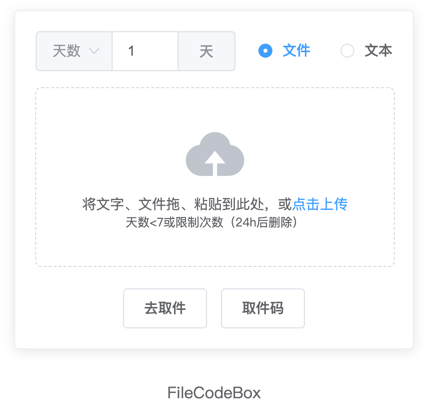 天数 1 天 文件 文本
将文字、文件拖、粘贴到此处，或点击上传
天数<7或限制次数（24h后删除）
去取件 取件码
FileCodeBox